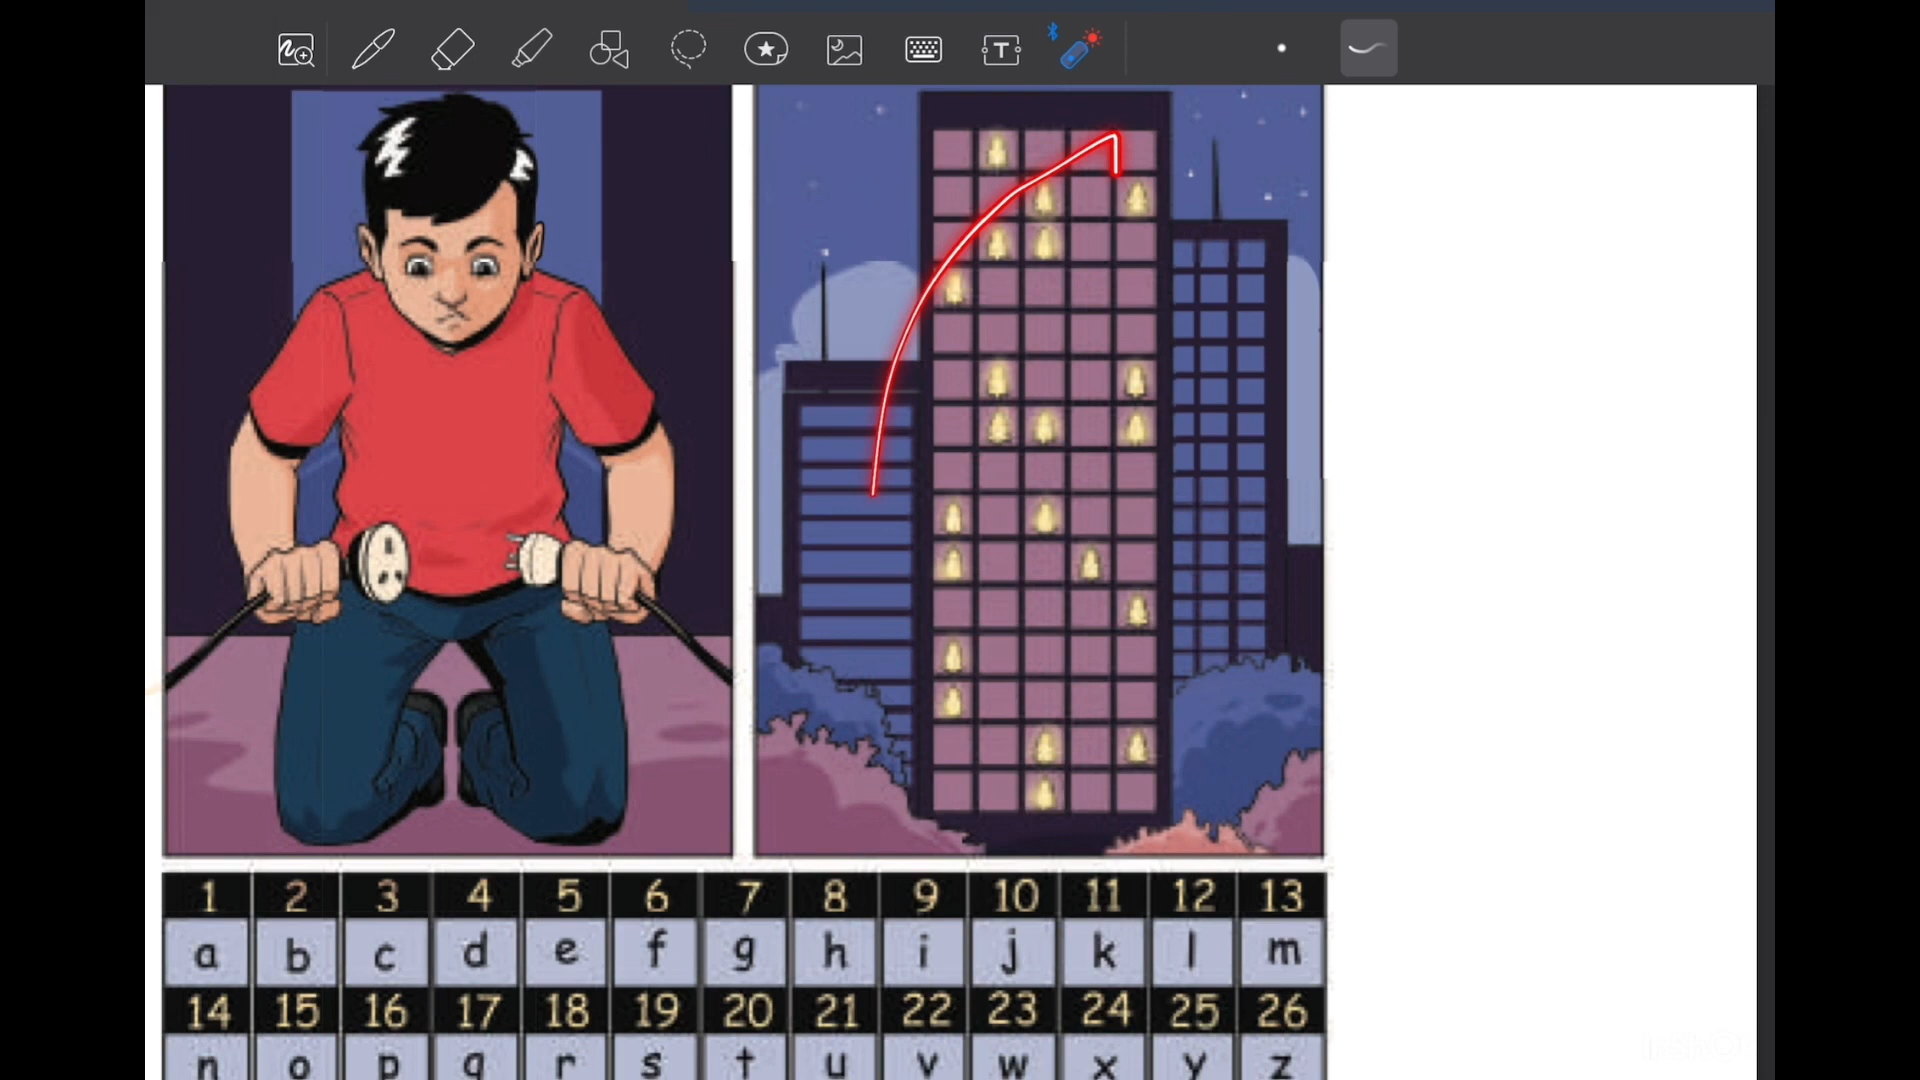 T
1 2 3 4 5 6 7 8 9 10 11 12 13
a b c d e f g h i j k l m
14 15 16 17 18 19 20 21 22 23 24 25 26
n o p q r s t u v w x y z